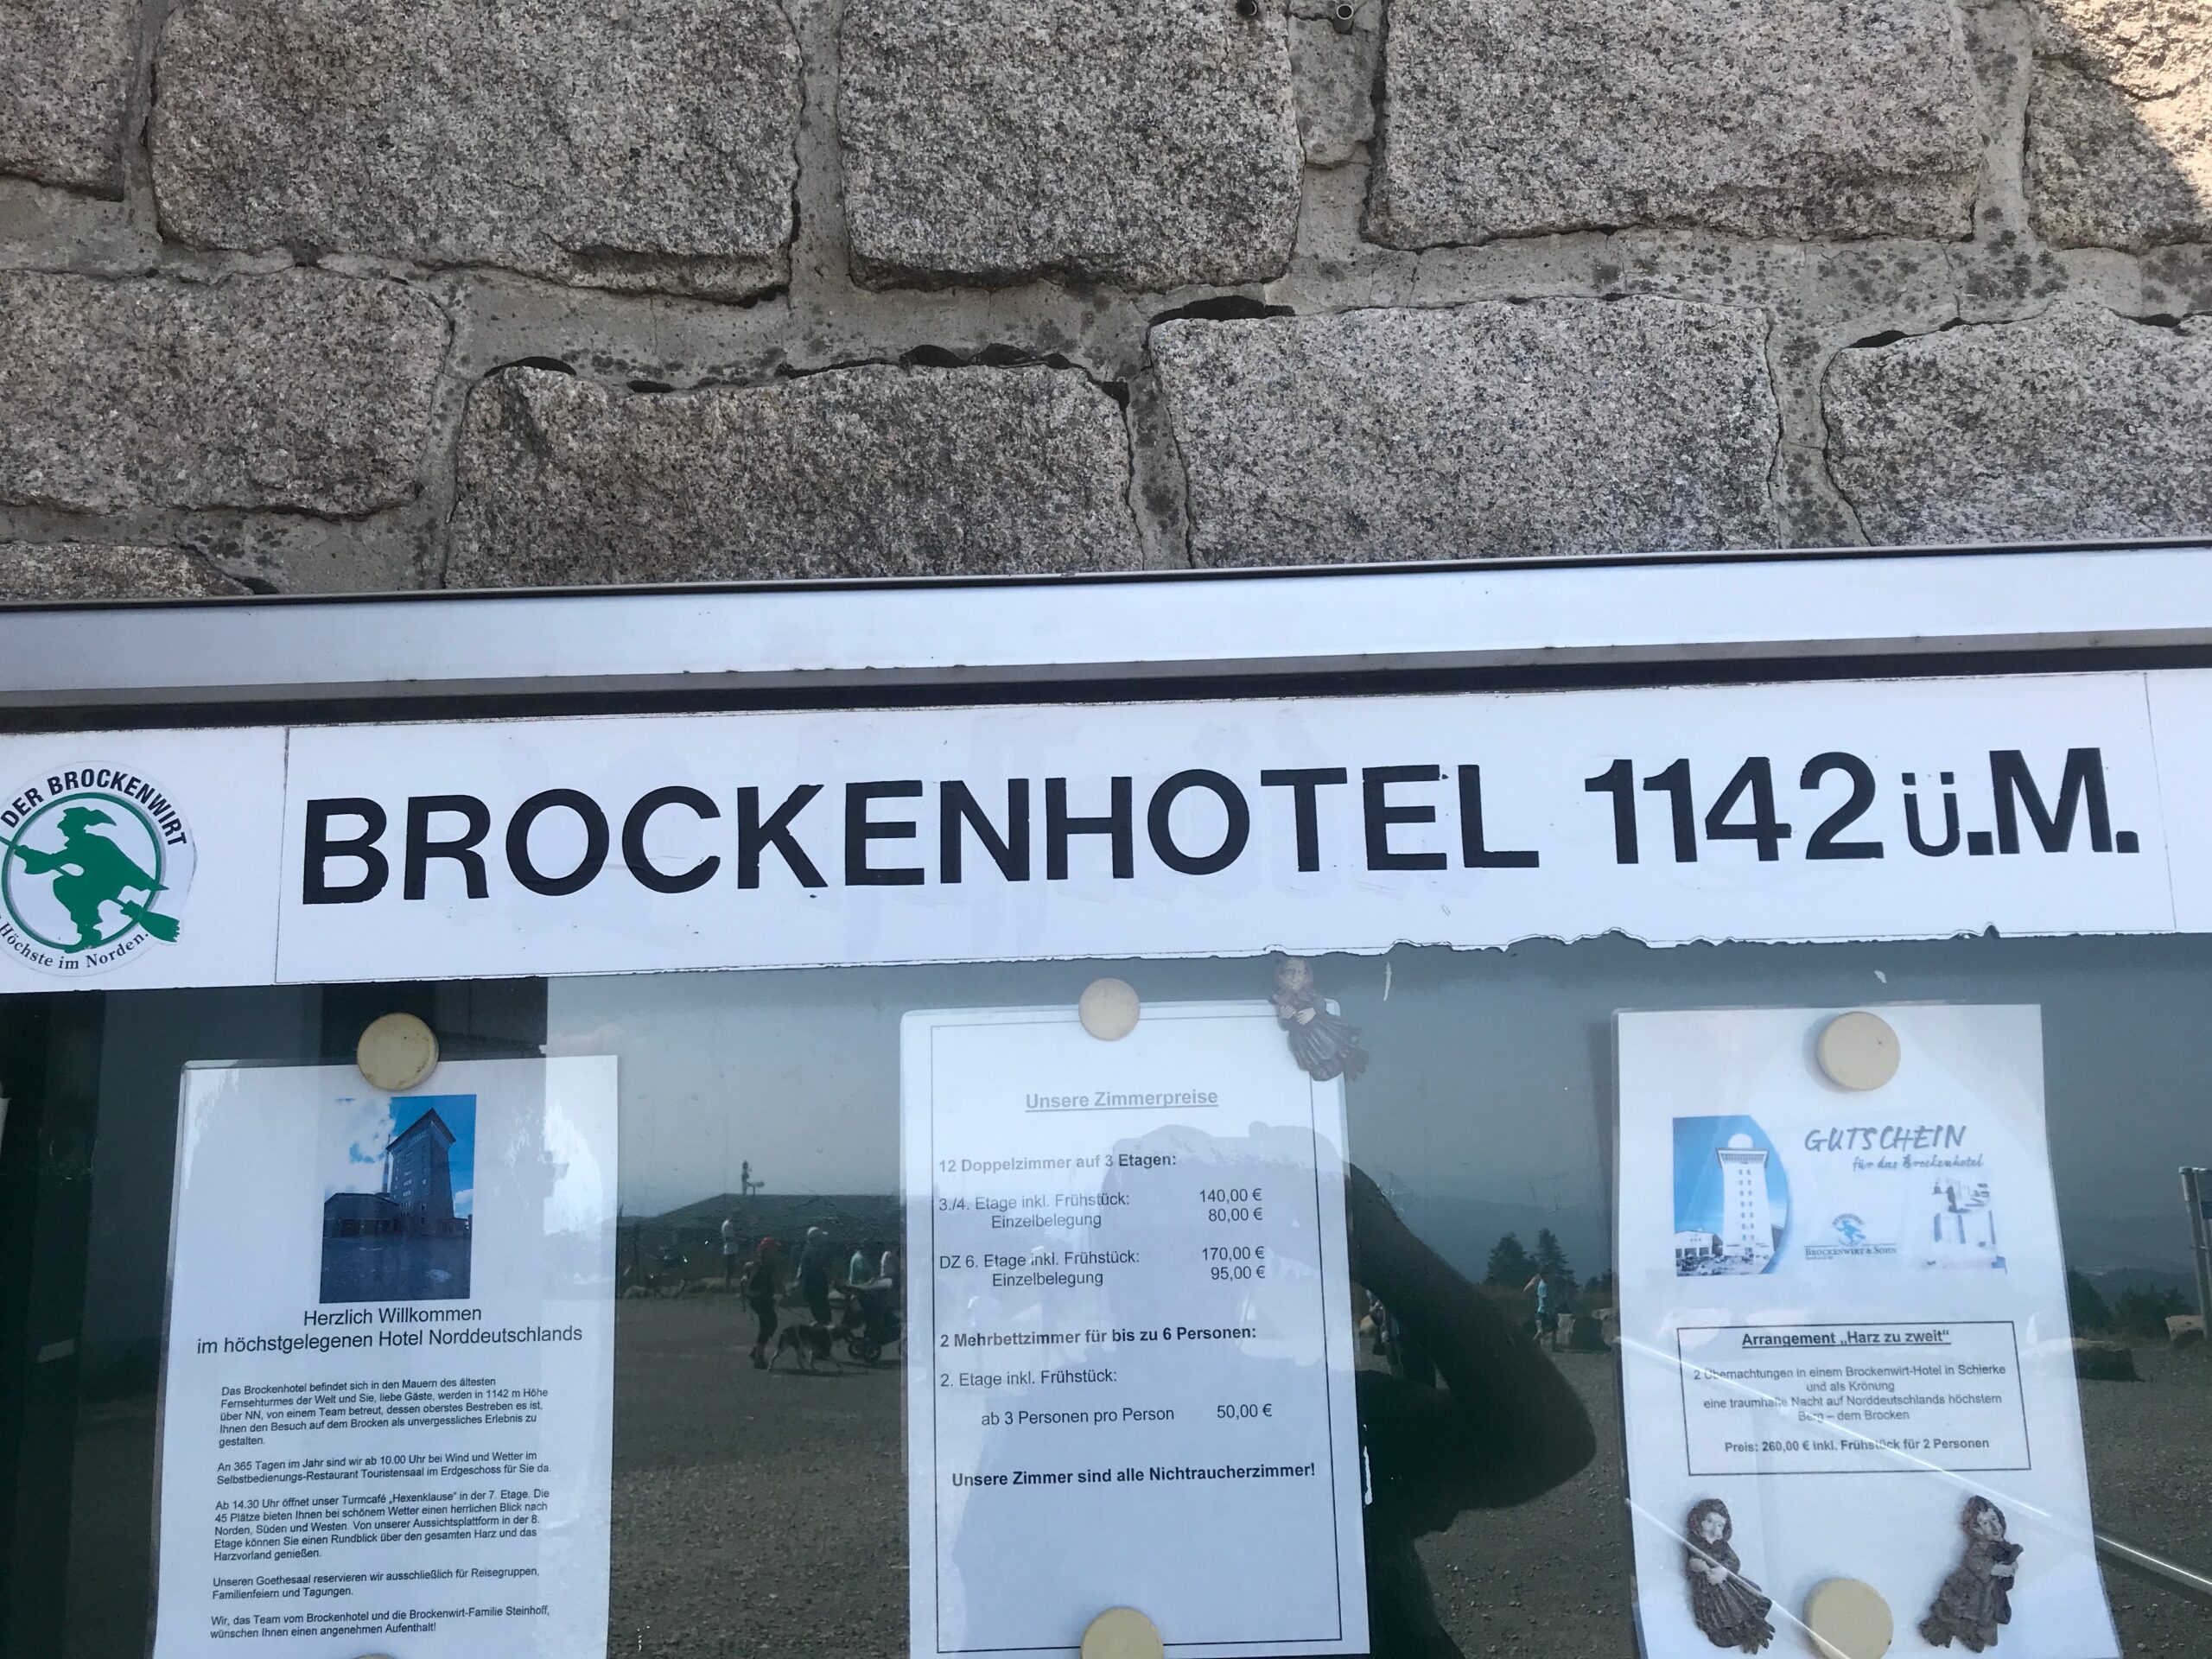 DER BROCKENWIRT
Höchste im Norden.
BROCKENHOTEL 1142 ü.M.
Herzlich Willkommen
im höchstgelegenen Hotel Norddeutschlands
Das Brockenhotel befindet sich in den Mauern des ältesten
Fernsehturmes der Welt und Sie, liebe Gäste, werden in 1142 m Höhe
über NN, von einem Team betreut, dessen oberstes Bestreben es ist,
Ihnen den Besuch auf dem Brocken als unvergessliches Erlebnis zu
gestalten.
An 365 Tagen im Jahr sind wir ab 10.00 Uhr bei Wind und Wetter im
Selbstbedienungs-Restaurant Touristensaal im Erdgeschoss für Sie da
Ab 14.30 Uhr öffnet unser Turmcafé „Hexenklause“ in der 7. Etage. Die
45 Plätze bieten Ihnen bei schönem Wetter einen herrlichen Blick nach
Norden, Süden und Westen. Von unserer Aussichtsplattform in der 8.
Etage können Sie einen Rundblick über den gesamten Harz und das
Harzvorland genießen.
Unseren Goethesaal reservieren wir ausschließlich für Reisegruppen,
Familienfeiern und Tagungen.
Wir, das Team vom Brockenhotel und die Brockenwirt-Familie Steinhoff,
wünschen Ihnen einen angenehmen Aufenthalt!
Unsere Zimmerpreise
12 Doppelzimmer auf 3 Etagen:
3./4. Etage inkl. Frühstück: 140,00 €
Einzelbelegung 80,00 €
DZ 6. Etage inkl. Frühstück: 170,00 €
Einzelbelegung 95,00 €
2 Mehrbettzimmer für bis zu 6 Personen:
2. Etage inkl. Frühstück:
ab 3 Personen pro Person 50,00 €
Unsere Zimmer sind alle Nichtraucherzimmer!
GUTSCHEIN
für das Brockenhotel
BROCKENWIRT & SOHN
Arrangement „Harz zu zweit“
2 Übernachtungen in einem Brockenwirt-Hotel in Schierke
und als Krönung
eine traumhafte Nacht auf Norddeutschlands höchstem
Berg – dem Brocken
Preis: 260,00 € inkl. Frühstück für 2 Personen